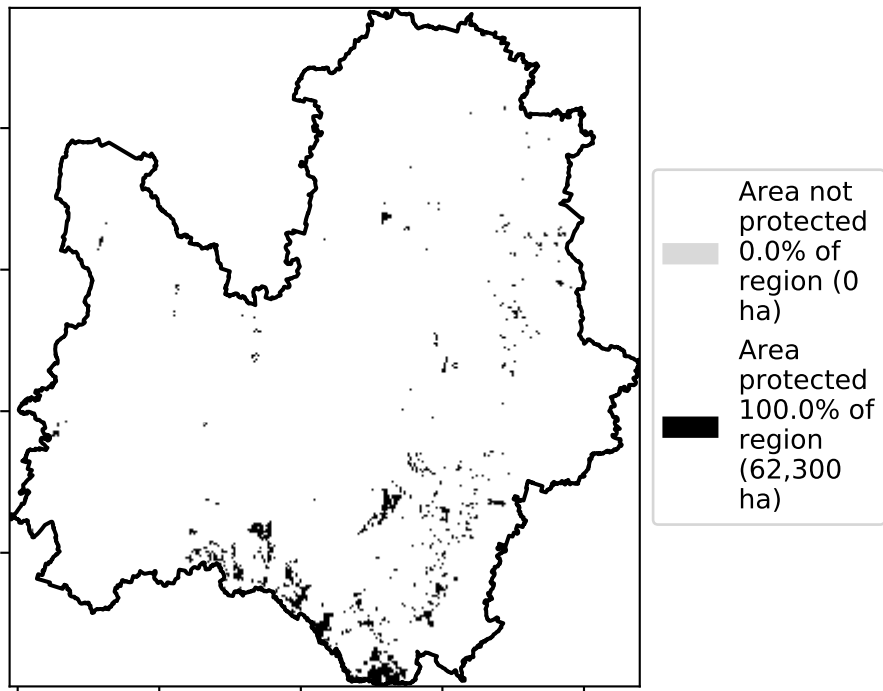 Area not
protected
0.0% of
region (0
ha)
Area
protected
100.0% of
region
(62,300
ha)